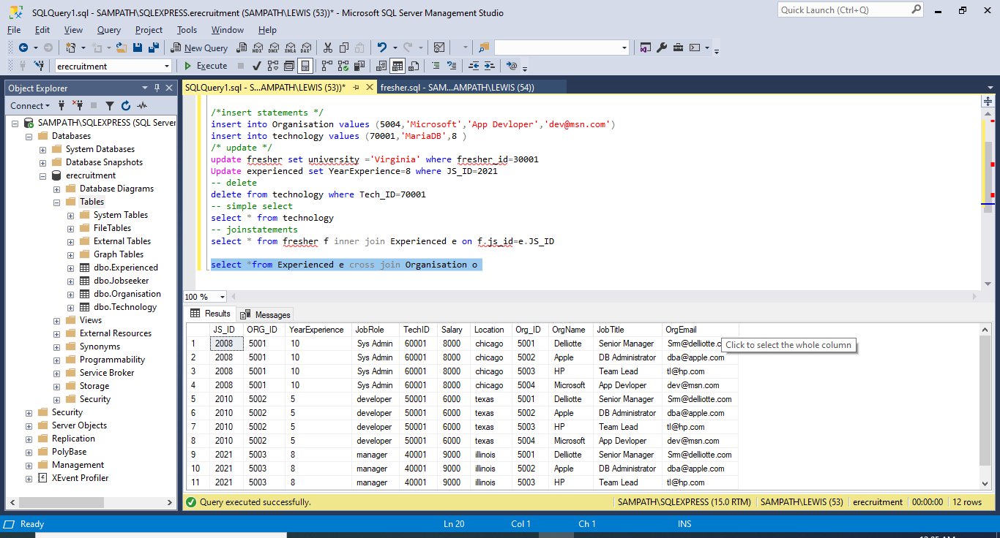 SQLQuery1.sql - SAMPATH\SQLEXPRESS.erecruitment (SAMPATH\LEWIS (53))* - Microsoft SQL Server Management Studio
Quick Launch (Ctrl+Q)
File Edit View Query Project Tools Window Help
New Query MDX DMX XMLA DAX
erecruitment Execute
Object Explorer
Connect
SAMPATH\SQLEXPRESS (SQL Server
Databases
System Databases
Database Snapshots
erecruitment
Database Diagrams
Tables
System Tables
FileTables
External Tables
Graph Tables
dbo.Experienced
dbo.Jobseeker
dbo.Organisation
dbo.Technology
Views
External Resources
Synonyms
Programmability
Service Broker
Storage
Security
Security
Server Objects
Replication
PolyBase
Management
XEvent Profiler
SQLQuery1.sql - S...AMPATH\LEWIS (53))* fresher.sql - SAM...AMPATH\LEWIS (54))
/*insert statements */
insert into Organisation values (5004,'Microsoft','App Devloper','dev@msn.com')
insert into technology values (70001,'MariaDB',8 )
/* update */
update fresher set university ='Virginia' where fresher_id=30001
Update experienced set YearExperience=8 where JS_ID=2021
-- delete
delete from technology where Tech_ID=70001
-- simple select
select * from technology
-- joinstatements
select * from fresher f inner join Experienced e on f.js_id=e.JS_ID
select *from Experienced e cross join Organisation o
100 %
Results Messages
JS_ID ORG_ID YearExperience JobRole TechID Salary Location Org_ID OrgName JobTitle OrgEmail
1 2008 5001 10 Sys Admin 60001 8000 chicago 5001 Delliotte Senior Manager Srm@delliotte.c
Click to select the whole column
2 2008 5001 10 Sys Admin 60001 8000 chicago 5002 Apple DB Administrator dba@apple.com
3 2008 5001 10 Sys Admin 60001 8000 chicago 5003 HP Team Lead tl@hp.com
4 2008 5001 10 Sys Admin 60001 8000 chicago 5004 Microsoft App Devloper dev@msn.com
5 2010 5002 5 developer 50001 6000 texas 5001 Delliotte Senior Manager Srm@delliotte.com
6 2010 5002 5 developer 50001 6000 texas 5002 Apple DB Administrator dba@apple.com
7 2010 5002 5 developer 50001 6000 texas 5003 HP Team Lead tl@hp.com
8 2010 5002 5 developer 50001 6000 texas 5004 Microsoft App Devloper dev@msn.com
9 2021 5003 8 manager 40001 9000 illinois 5001 Delliotte Senior Manager Srm@delliotte.com
10 2021 5003 8 manager 40001 9000 illinois 5002 Apple DB Administrator dba@apple.com
11 2021 5003 8 manager 40001 9000 illinois 5003 HP Team Lead tl@hp.com
Query executed successfully. SAMPATH\SQLEXPRESS (15.0 RTM) SAMPATH\LEWIS (53) erecruitment 00:00:00 12 rows
Ready Ln 20 Col 1 Ch 1 INS